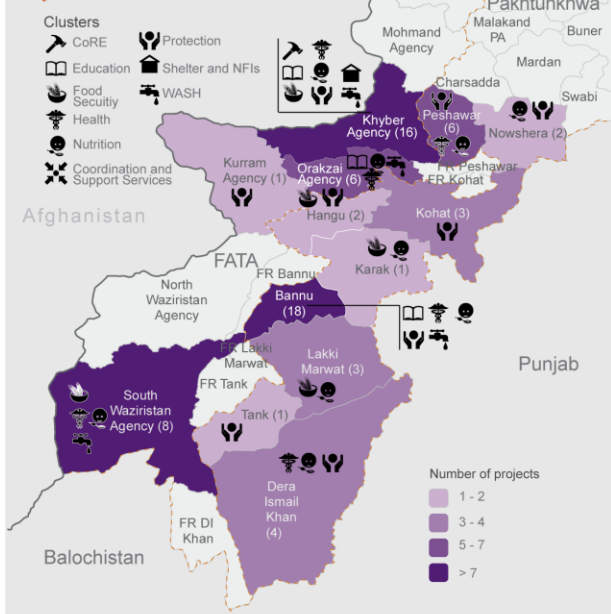 Pakhtunkhwa
Clusters
CoRE
Protection
Education
Shelter and NFIs
Food
Secuitiy
WASH
Health
Nutrition
Coordination and
Support Services
Mohmand
Agency
Malakand
PA
Buner
Mardan
Charsadda
Swabi
Khyber
Agency (16)
Peshawar
(6)
Nowshera (2)
Kurram
Agency (1)
Orakzai
Agency (6)
FR Peshawar
FR Kohat
Afghanistan
Hangu (2)
Kohat (3)
FATA
FR Bannu
Karak (1)
North
Waziristan
Agency
Bannu
(18)
FR Lakki
Marwat
Lakki
Marwat (3)
Punjab
FR Tank
South
Waziristan
Agency (8)
Tank (1)
Dera
Ismail
Khan
(4)
FR DI
Khan
Balochistan
Number of projects
1 - 2
3 - 4
5 - 7
> 7